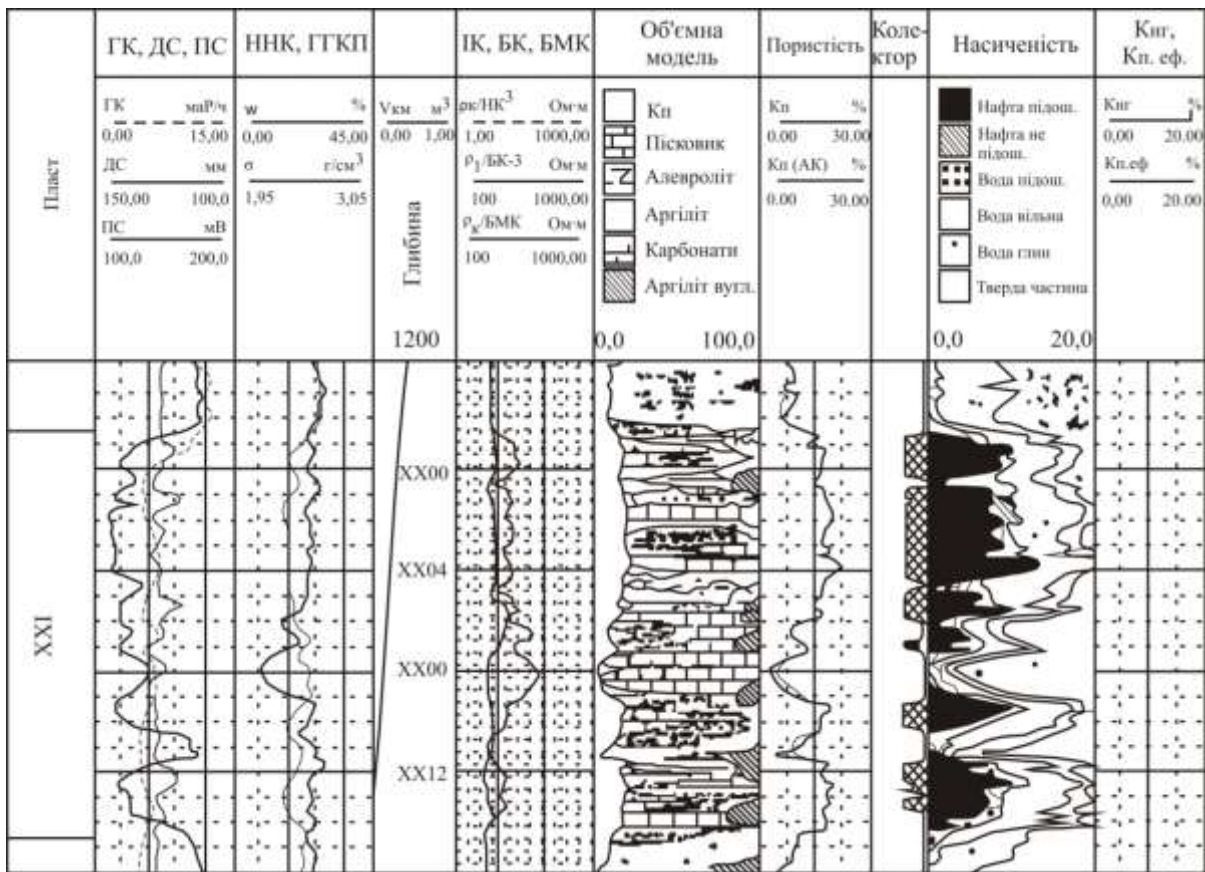 Пласт
ГК, ДС, ПС
ГК маР/ч
0,00 15,00
ДС мм
150,00 100,0
ПС мВ
100,0 200,0
ННК, ГГКП
w %
0,00 45,00
σ г/см³
1,95 3,05
Vкм м³
0,00 1,00
Глибина
1200
ІК, БК, БМК
ρк/НК³ Ом·м
1,00 1000,00
ρ₁/БК-3 Ом·м
100 1000,00
ρк/БМК Ом·м
100 1000,00
Об'ємна
модель
Кп
Пісковик
Алевроліт
Аргіліт
Карбонати
Аргіліт вугл.
0,0 100,0
Пористість
Кп %
0.00 30.00
Кп (АК) %
0.00 30.00
Коле-
ктор
Насиченість
Нафта підош.
Нафта не
підош.
Вода підош.
Вода вільна
Вода глин
Тверда частина
0,0 20,0
Кнг,
Кп. еф.
Кнг %
0,00 20.00
Кп.еф %
0,00 20.00
XXI
XX00
XX04
XX00
XX12